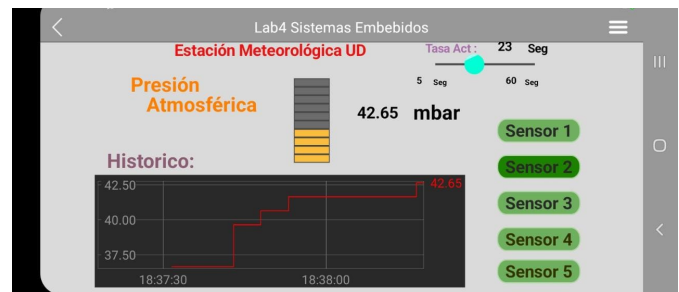 Lab4 Sistemas Embebidos
Estación Meteorológica UD
Tasa Act : 23 Seg
5 Seg 60 Seg
Presión
Atmosférica
42.65 mbar
Sensor 1
Sensor 2
Sensor 3
Sensor 4
Sensor 5
Historico:
42.50
40.00
37.50
42.65
18:37:30 18:38:00